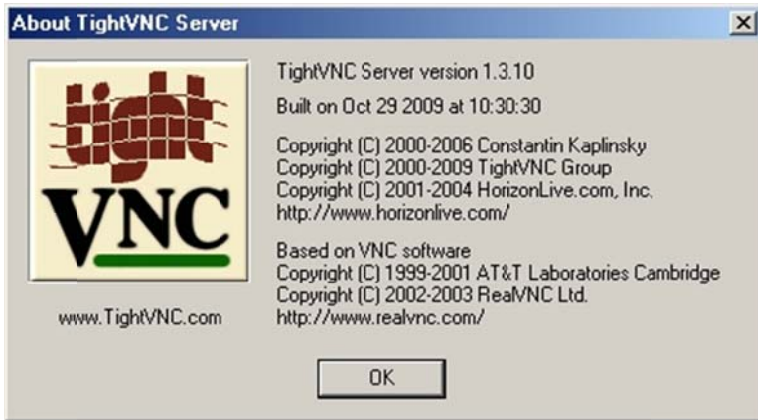 About TightVNC Server
tight
VNC
www.TightVNC.com
TightVNC Server version 1.3.10
Built on Oct 29 2009 at 10:30:30
Copyright (C) 2000-2006 Constantin Kaplinsky
Copyright (C) 2000-2009 TightVNC Group
Copyright (C) 2001-2004 HorizonLive.com, Inc.
http://www.horizonlive.com/
Based on VNC software
Copyright (C) 1999-2001 AT&T Laboratories Cambridge
Copyright (C) 2002-2003 RealVNC Ltd.
http://www.realvnc.com/
OK